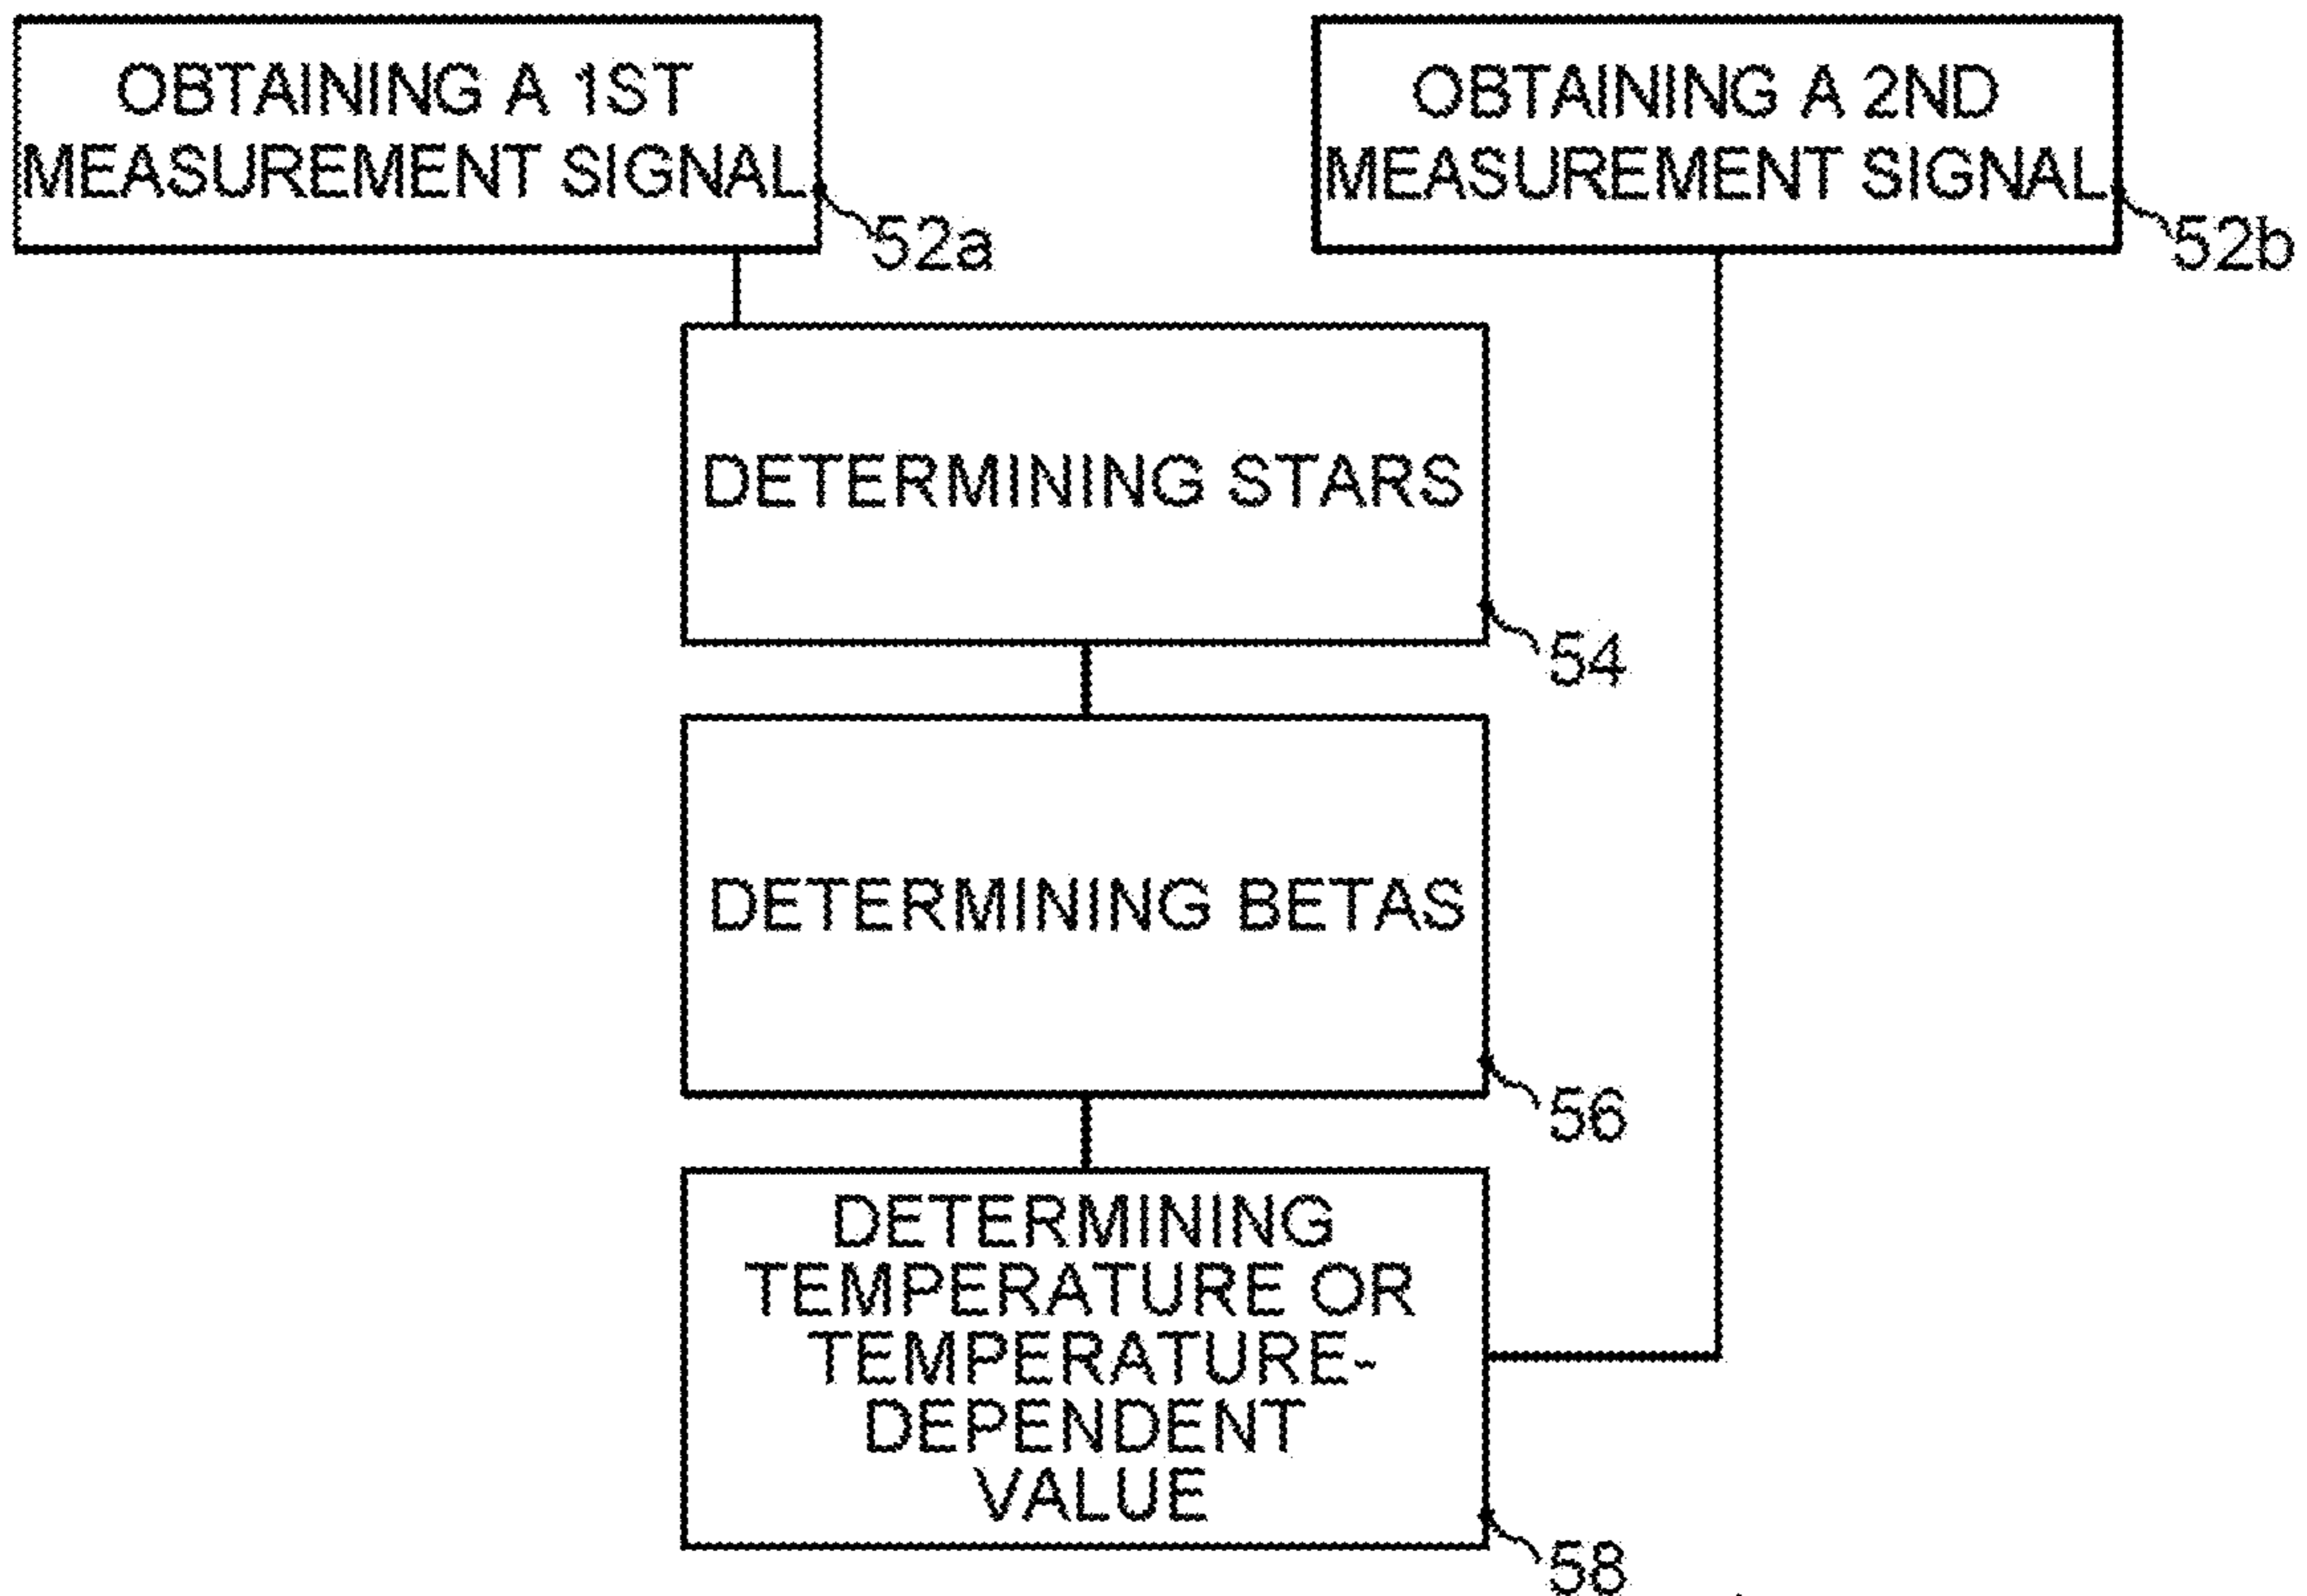 OBTAINING A 1ST
MEASUREMENT SIGNAL
52a
OBTAINING A 2ND
MEASUREMENT SIGNAL
52b
DETERMINING STARS
54
DETERMINING BETAS
56
DETERMINING
TEMPERATURE OR
TEMPERATURE-
DEPENDENT
VALUE
58